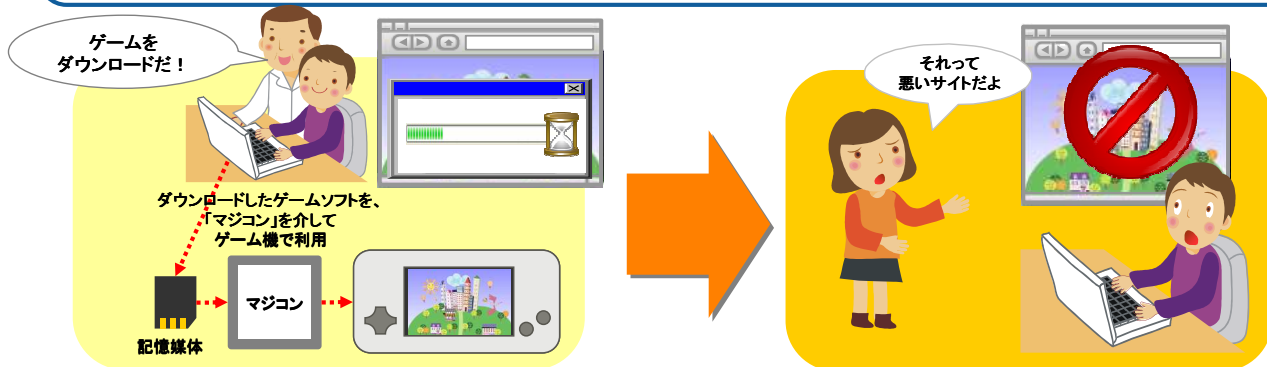 ゲームを
ダウンロードだ！
ダウンロードしたゲームソフトを、
「マジコン」を介して
ゲーム機で利用
マジコン
記憶媒体
それって
悪いサイトだよ